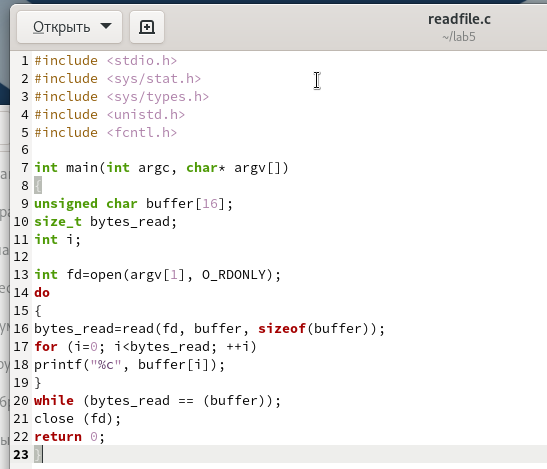 Открыть
readfile.c
~/lab5
1 #include <stdio.h>
2 #include <sys/stat.h>
3 #include <sys/types.h>
4 #include <unistd.h>
5 #include <fcntl.h>
6
7 int main(int argc, char* argv[])
8 {
9 unsigned char buffer[16];
10 size_t bytes_read;
11 int i;
12
13 int fd=open(argv[1], O_RDONLY);
14 do
15 {
16 bytes_read=read(fd, buffer, sizeof(buffer));
17 for (i=0; i<bytes_read; ++i)
18 printf("%c", buffer[i]);
19 }
20 while (bytes_read == (buffer));
21 close (fd);
22 return 0;
23 }